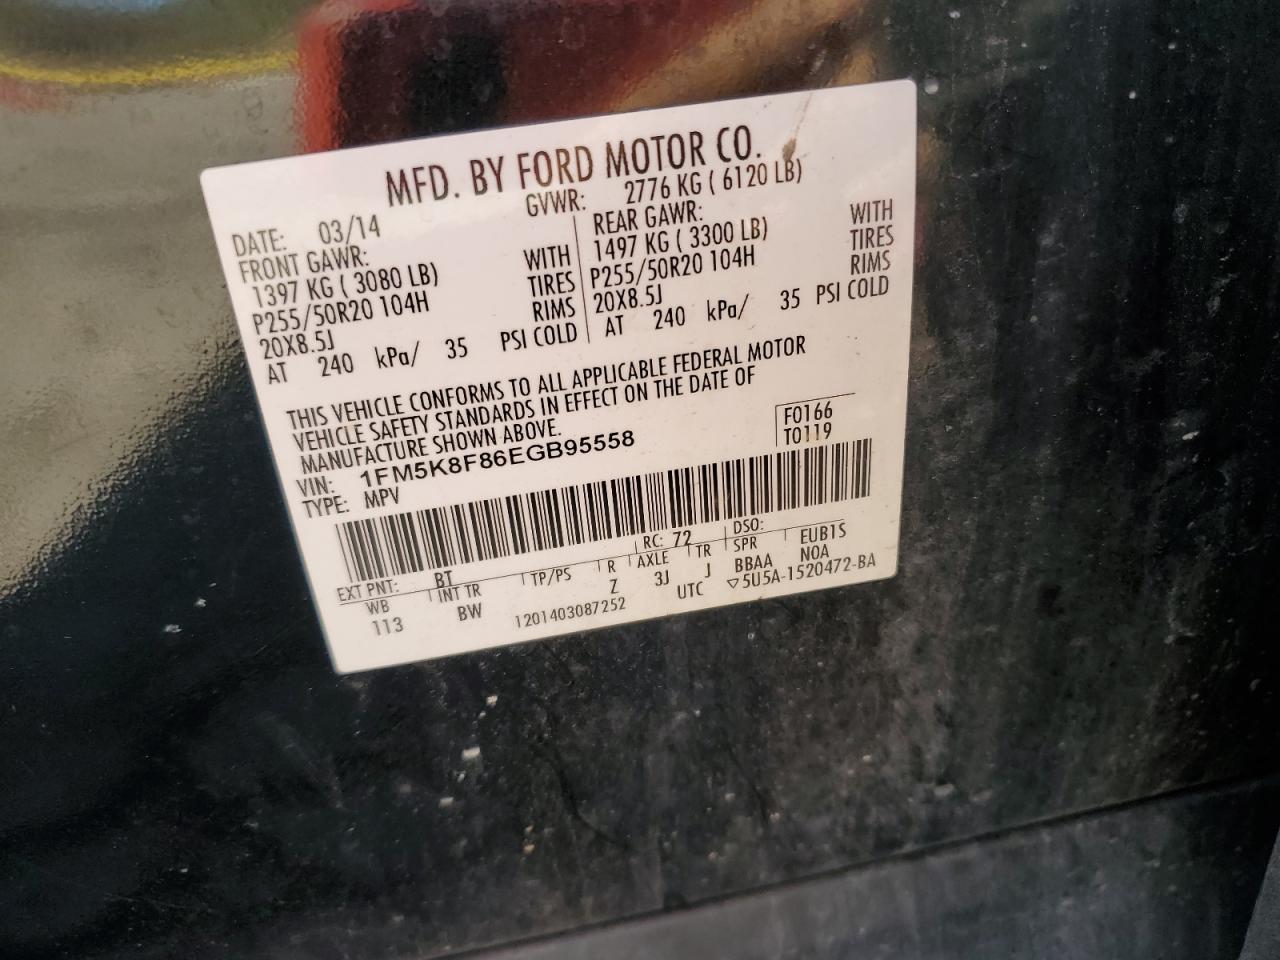 MFD. BY FORD MOTOR CO.
DATE: 03/14 GVWR: 2776 KG ( 6120 LB)
FRONT GAWR: REAR GAWR:
1397 KG ( 3080 LB) WITH 1497 KG ( 3300 LB) WITH
P255/50R20 104H TIRES P255/50R20 104H TIRES
20X8.5J RIMS 20X8.5J RIMS
AT 240 kPa/ 35 PSI COLD AT 240 kPa/ 35 PSI COLD
THIS VEHICLE CONFORMS TO ALL APPLICABLE FEDERAL MOTOR
VEHICLE SAFETY STANDARDS IN EFFECT ON THE DATE OF
MANUFACTURE SHOWN ABOVE.
F0166
VIN: 1FM5K8F86EGB95558 T0119
TYPE: MPV
EXT PNT: BT RC: 72 DSO:
WB INT TR TP/PS R AXLE TR SPR EUB1S
113 BW Z 3J J BBAA NOA
1201403087252 UTC ▽5U5A-1520472-BA